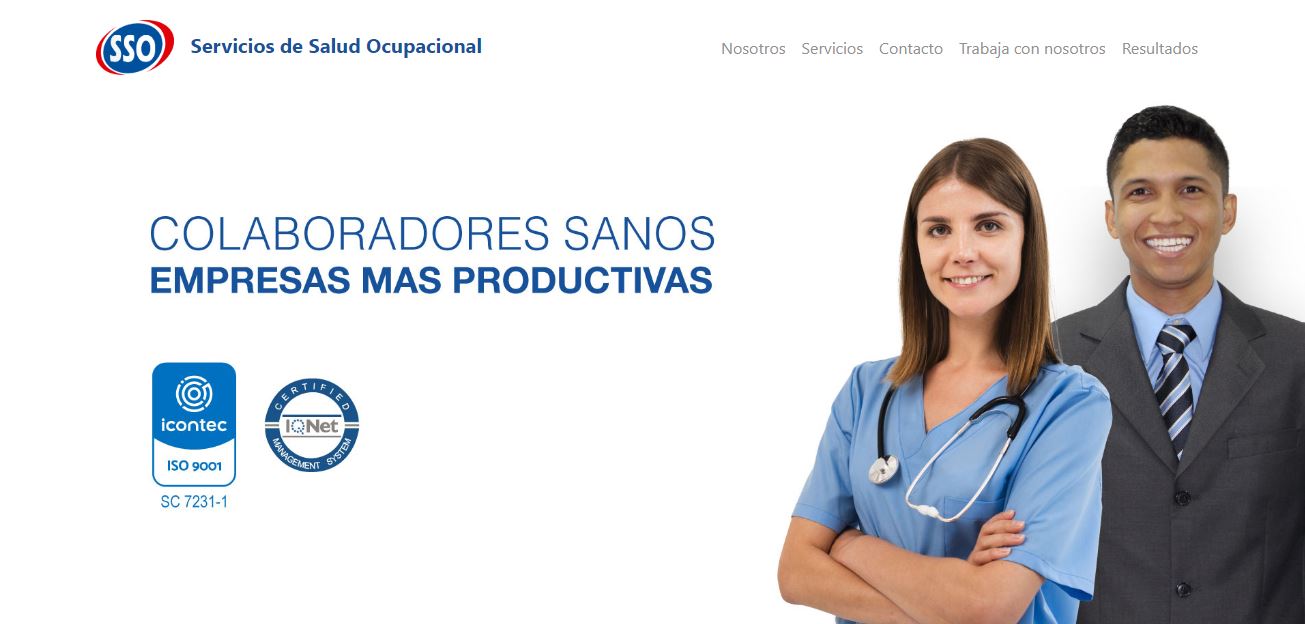 SSO
Servicios de Salud Ocupacional
Nosotros Servicios Contacto Trabaja con nosotros Resultados
COLABORADORES SANOS
EMPRESAS MAS PRODUCTIVAS
icontec
ISO 9001
SC 7231-1
CERTIFIED
IQNet
MANAGEMENT SYSTEM